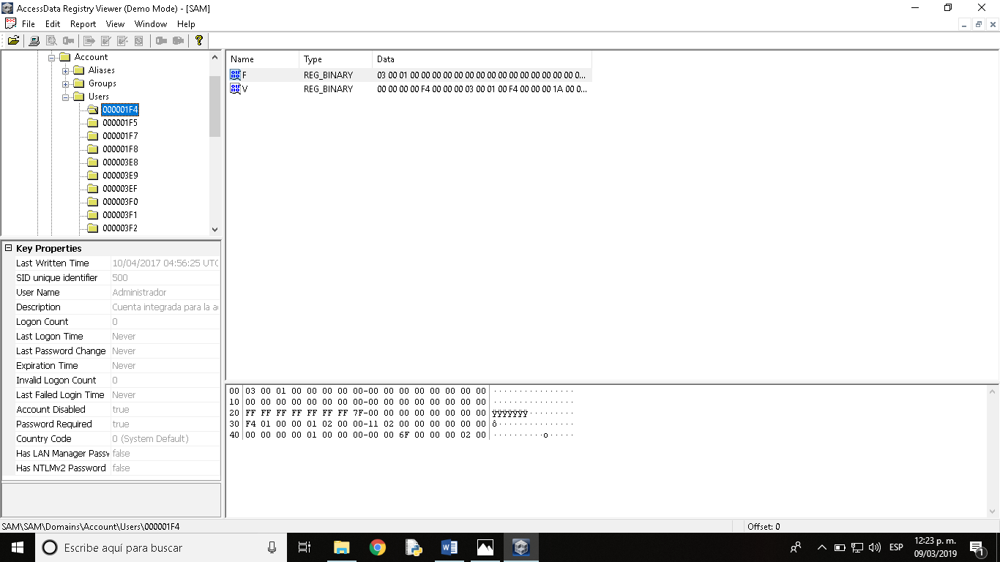 AccessData Registry Viewer (Demo Mode) - [SAM]
File Edit Report View Window Help
Account
Aliases
Groups
Users
000001F4
000001F5
000001F7
000001F8
000003E8
000003E9
000003EF
000003F0
000003F1
000003F2
Name Type Data
F REG_BINARY 03 00 01 00 00 00 00 00 00 00 00 00 00 00 00 00 00 00 0...
V REG_BINARY 00 00 00 00 F4 00 00 00 03 00 01 00 F4 00 00 00 1A 00 0...
Key Properties
Last Written Time 10/04/2017 04:56:25 UTC
SID unique identifier 500
User Name Administrador
Description Cuenta integrada para la a
Logon Count 0
Last Logon Time Never
Last Password Change Never
Expiration Time Never
Invalid Logon Count 0
Last Failed Login Time Never
Account Disabled true
Password Required true
Country Code 0 (System Default)
Has LAN Manager Passv false
Has NTLMv2 Password false
00 03 00 01 00 00 00 00 00-00 00 00 00 00 00 00 00 ················
10 00 00 00 00 00 00 00 00-00 00 00 00 00 00 00 00 ················
20 FF FF FF FF FF FF FF 7F-00 00 00 00 00 00 00 00 ÿÿÿÿÿÿÿ·········
30 F4 01 00 00 01 02 00 00-11 02 00 00 00 00 00 00 ô···············
40 00 00 00 00 01 00 00 00-00 00 6F 00 00 00 02 00 ··········o·····
SAM\SAM\Domains\Account\Users\000001F4 Offset: 0
Escribe aquí para buscar
ESP
12:23 p. m.
09/03/2019
1